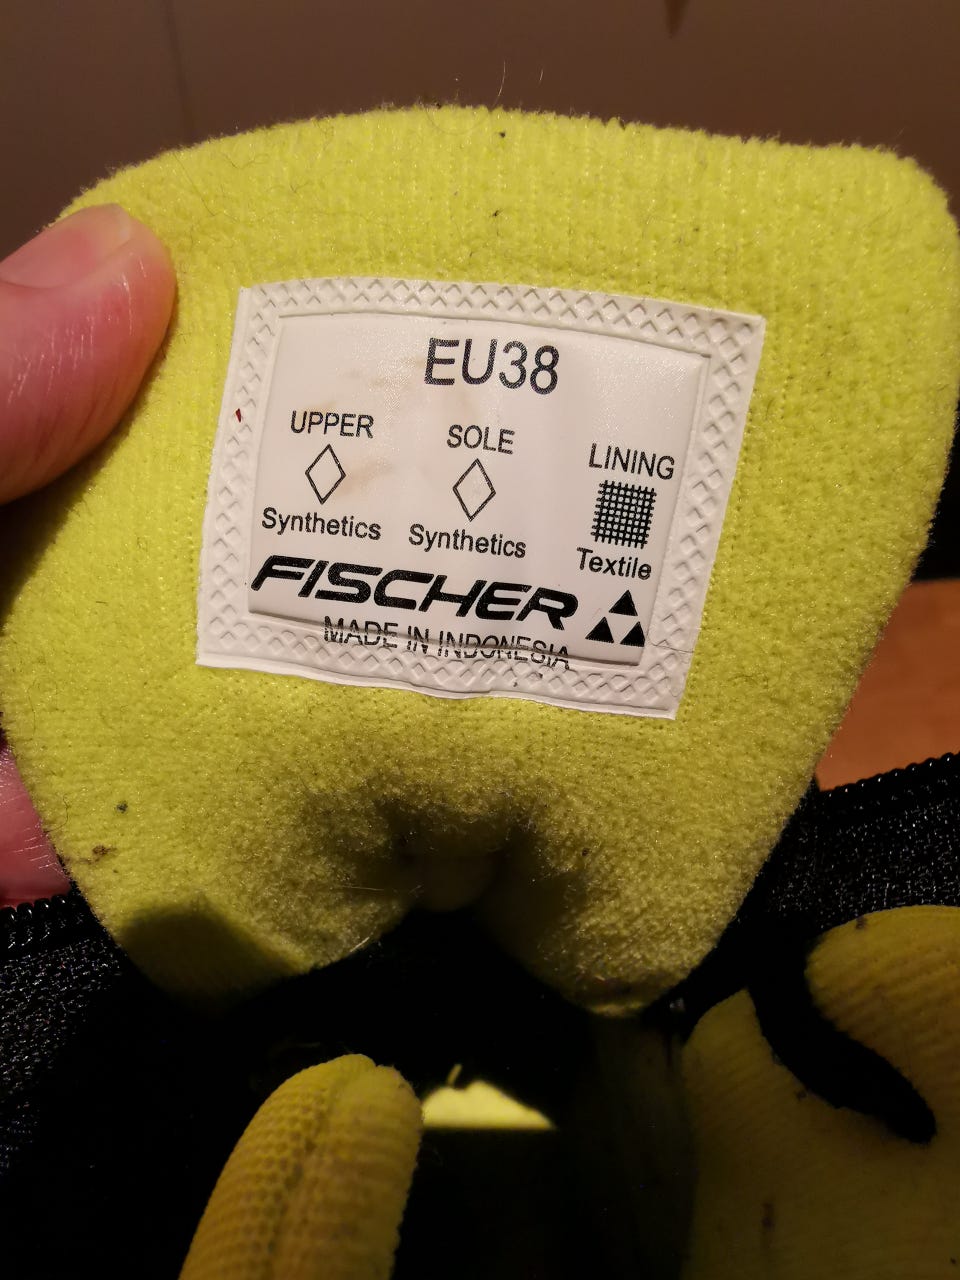 EU38
UPPER SOLE LINING
Synthetics Synthetics Textile
FISCHER
MADE IN INDONESIA